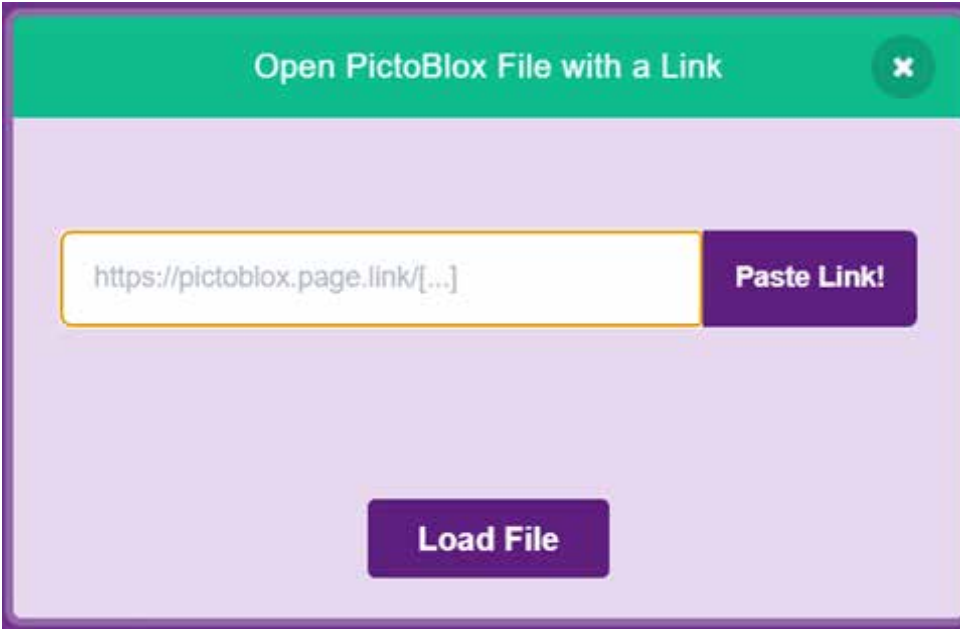 Open PictoBlox File with a Link
https://pictoblox.page.link/[...]
Paste Link!
Load File